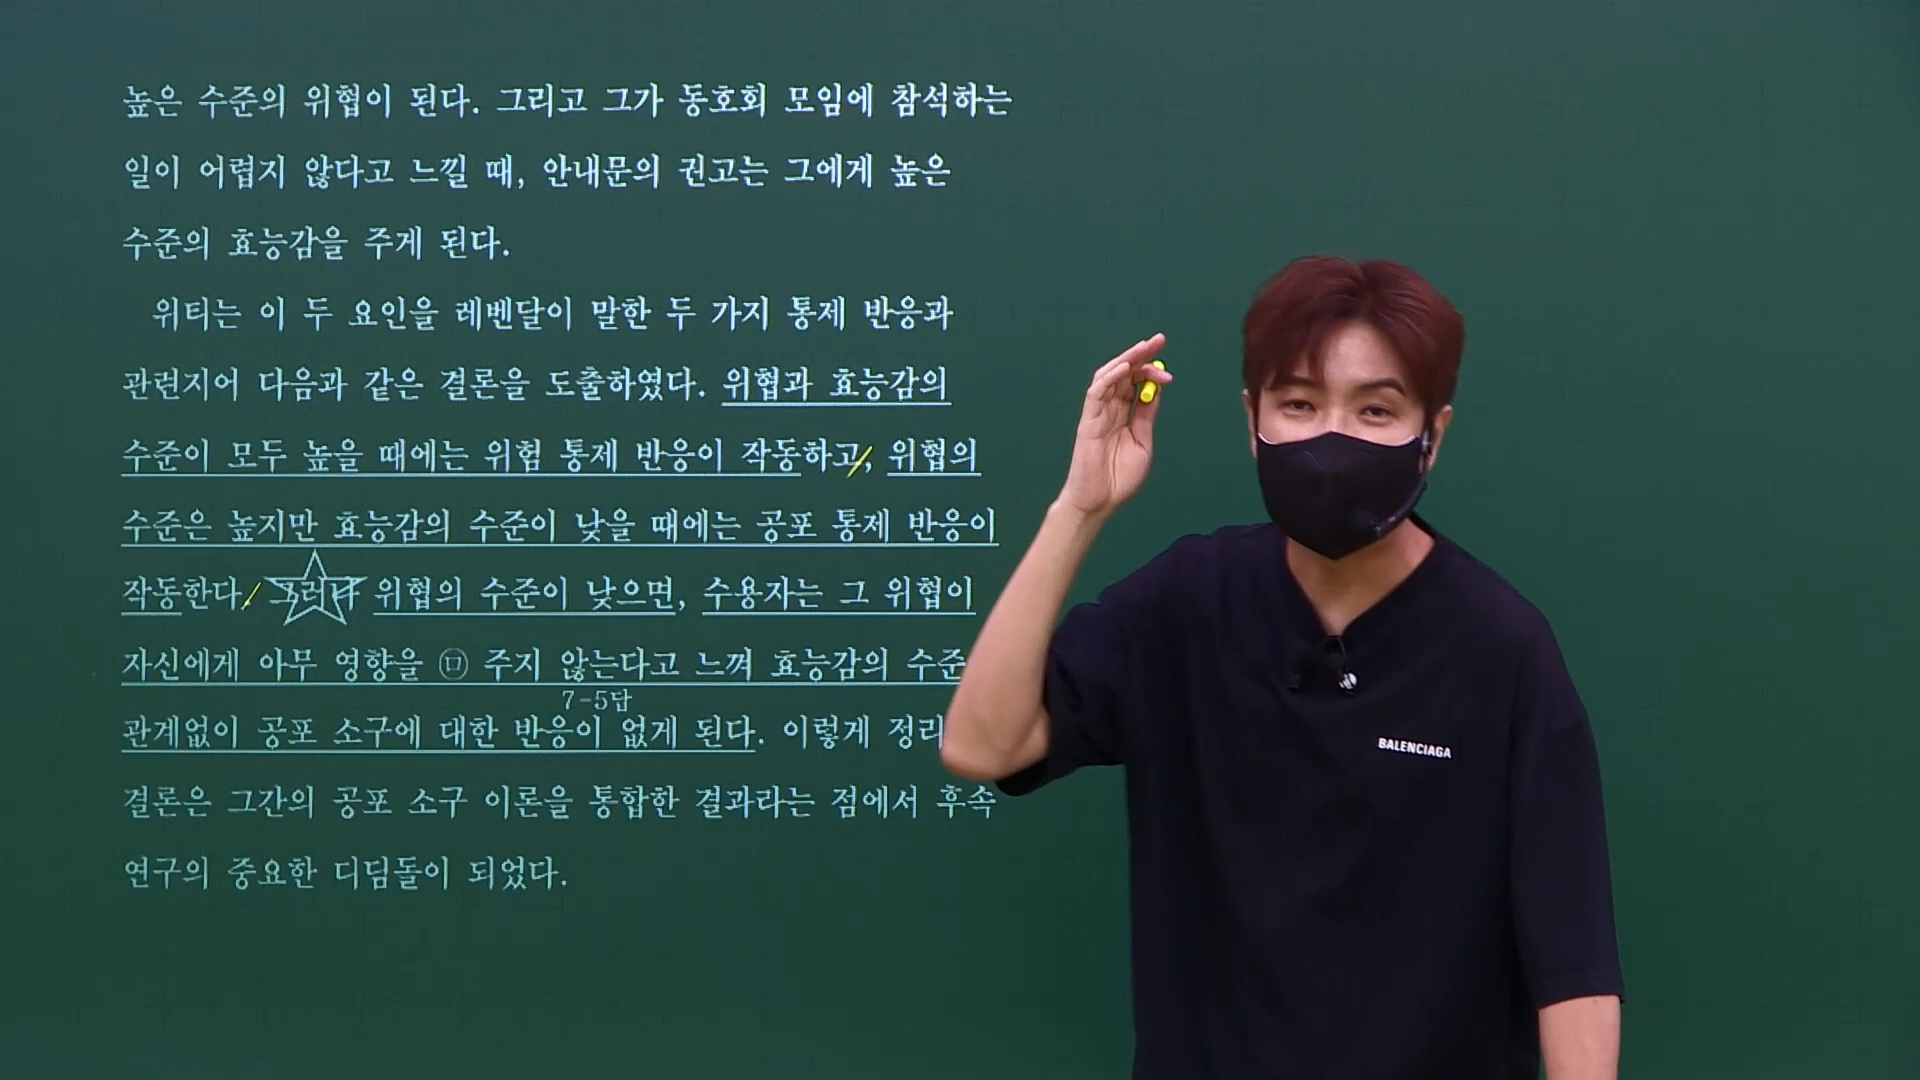 높은 수준의 위협이 된다. 그리고 그가 동호회 모임에 참석하는
일이 어렵지 않다고 느낄 때, 안내문의 권고는 그에게 높은
수준의 효능감을 주게 된다.
위티는 이 두 요인을 레벤달이 말한 두 가지 통제 반응과
관련지어 다음과 같은 결론을 도출하였다. 위협과 효능감의
수준이 모두 높을 때에는 위험 통제 반응이 작동하고, 위협의
수준은 높지만 효능감의 수준이 낮을 때에는 공포 통제 반응이
작동한다. 그러나 위협의 수준이 낮으면, 수용자는 그 위협이
자신에게 아무 영향을 ㉤ 주지 않는다고 느껴 효능감의 수준
7-5답
관계없이 공포 소구에 대한 반응이 없게 된다. 이렇게 정리
결론은 그간의 공포 소구 이론을 통합한 결과라는 점에서 후속
연구의 중요한 디딤돌이 되었다.
BALENCIAGA